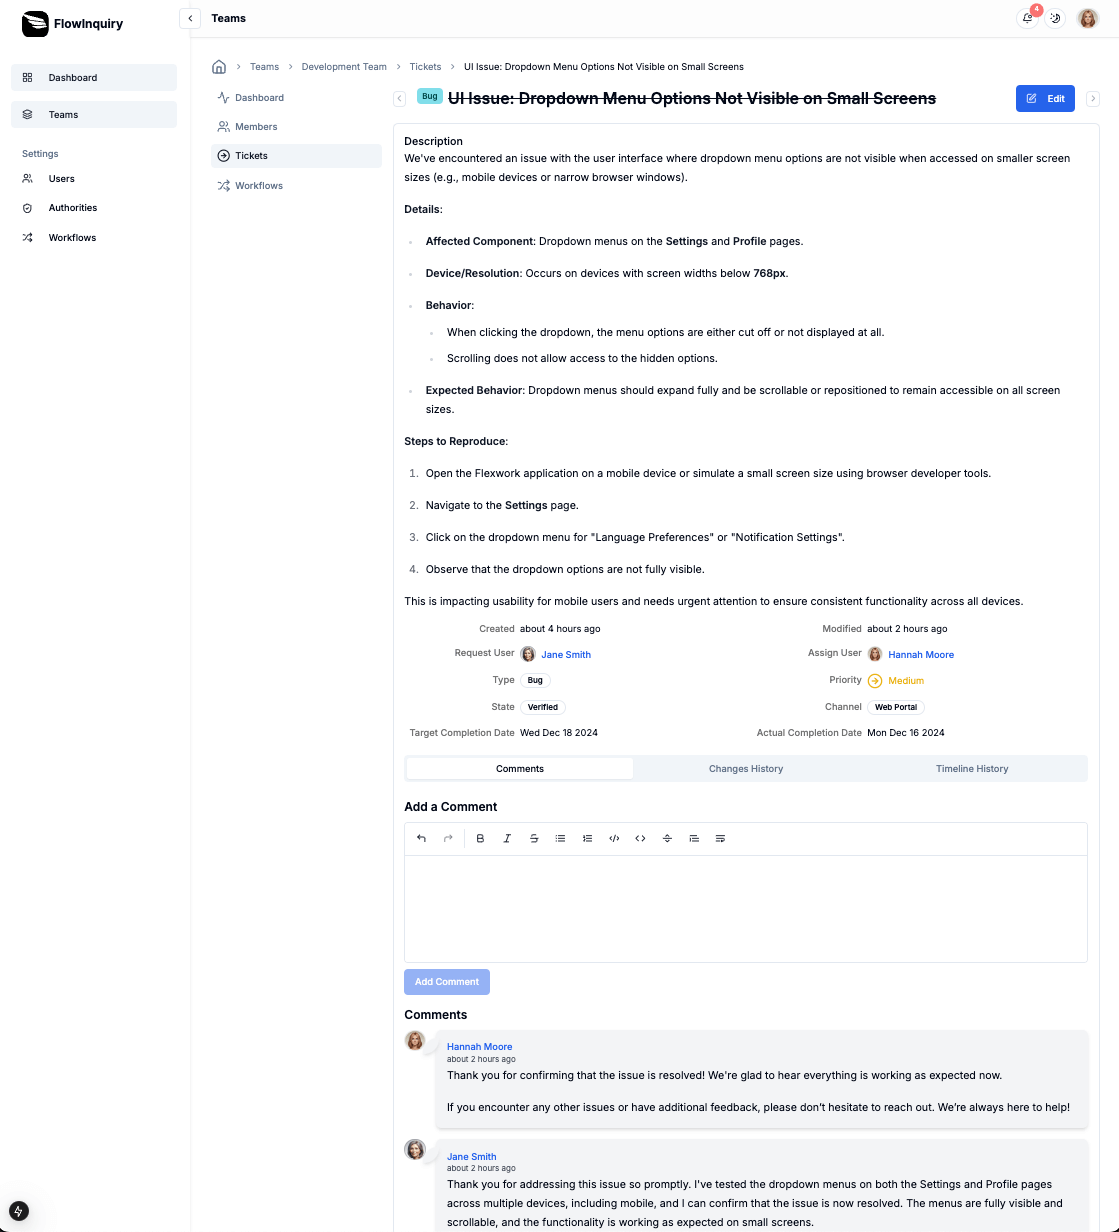 FlowInquiry
Teams
4
Dashboard
Teams
Settings
Users
Authorities
Workflows
Teams
Development Team
Tickets
UI Issue: Dropdown Menu Options Not Visible on Small Screens
Dashboard
Members
Tickets
Workflows
Bug
UI Issue: Dropdown Menu Options Not Visible on Small Screens
Edit
Description
We've encountered an issue with the user interface where dropdown menu options are not visible when accessed on smaller screen
sizes (e.g., mobile devices or narrow browser windows).
Details:
Affected Component: Dropdown menus on the Settings and Profile pages.
Device/Resolution: Occurs on devices with screen widths below 768px.
Behavior:
When clicking the dropdown, the menu options are either cut off or not displayed at all.
Scrolling does not allow access to the hidden options.
Expected Behavior: Dropdown menus should expand fully and be scrollable or repositioned to remain accessible on all screen
sizes.
Steps to Reproduce:
1. Open the Flexwork application on a mobile device or simulate a small screen size using browser developer tools.
2. Navigate to the Settings page.
3. Click on the dropdown menu for "Language Preferences" or "Notification Settings".
4. Observe that the dropdown options are not fully visible.
This is impacting usability for mobile users and needs urgent attention to ensure consistent functionality across all devices.
Created about 4 hours ago
Modified about 2 hours ago
Request User Jane Smith
Assign User Hannah Moore
Type Bug
Priority Medium
State Verified
Channel Web Portal
Target Completion Date Wed Dec 18 2024
Actual Completion Date Mon Dec 16 2024
Comments
Changes History
Timeline History
Add a Comment
Add Comment
Comments
Hannah Moore
about 2 hours ago
Thank you for confirming that the issue is resolved! We're glad to hear everything is working as expected now.
If you encounter any other issues or have additional feedback, please don’t hesitate to reach out. We’re always here to help!
Jane Smith
about 2 hours ago
Thank you for addressing this issue so promptly. I've tested the dropdown menus on both the Settings and Profile pages
across multiple devices, including mobile, and I can confirm that the issue is now resolved. The menus are fully visible and
scrollable, and the functionality is working as expected on small screens.